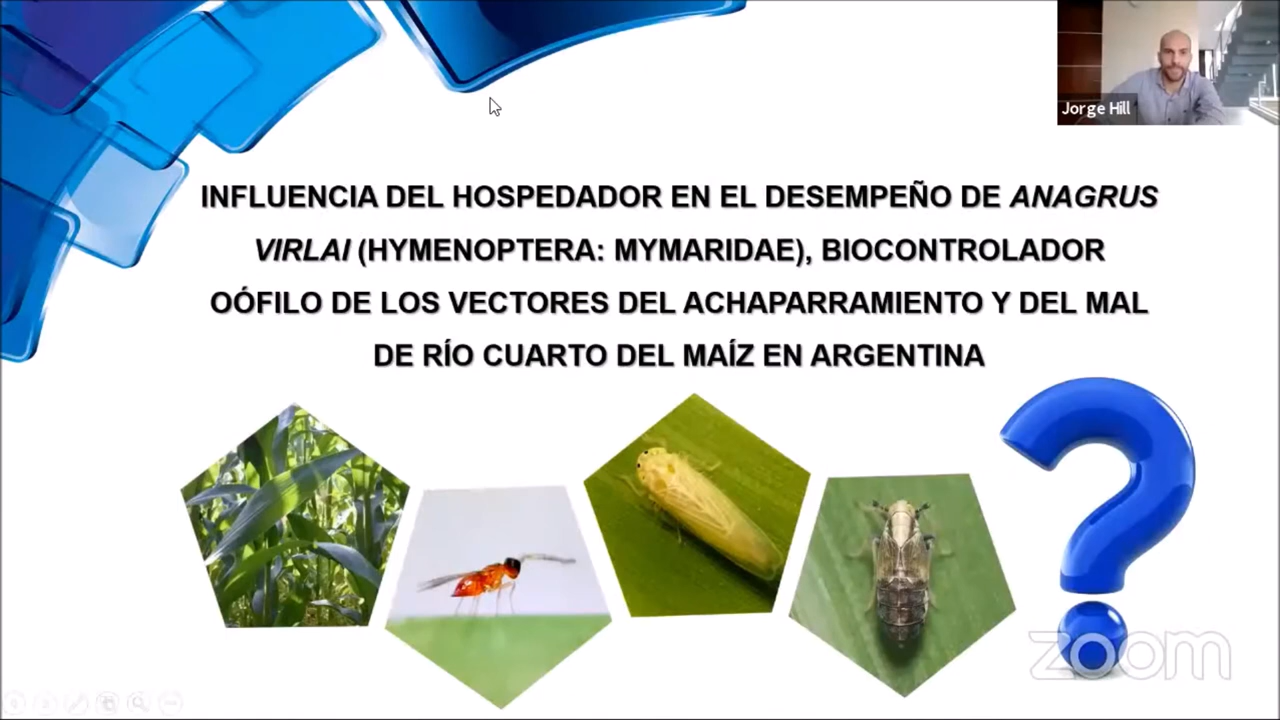 Jorge Hill
INFLUENCIA DEL HOSPEDADOR EN EL DESEMPEÑO DE ANAGRUS
VIRLAI (HYMENOPTERA: MYMARIDAE), BIOCONTROLADOR
OÓFILO DE LOS VECTORES DEL ACHAPARRAMIENTO Y DEL MAL
DE RÍO CUARTO DEL MAÍZ EN ARGENTINA
zoom